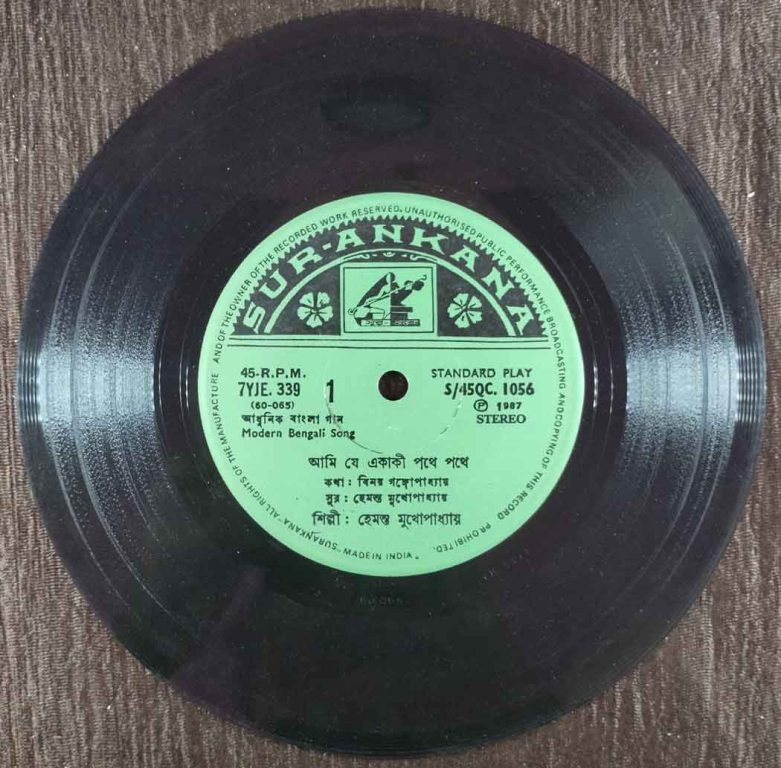 AND OF THE OWNER OF THE RECORDED WORK RESERVED. UNAUTHORISED PUBLIC PERFORMANCE BROADCASTING AND COPYING OF THIS RECORD PROHIBITED.
SUR-ANKANA
45-R.P.M.
STANDARD PLAY
7YJE. 339
1
S/45QC. 1056
(60-065)
Ⓟ 1987
আধুনিক বাংলা গান
STEREO
Modern Bengali Song
আমি যে একাকী পথে পথে
কথা : বিনয় গঙ্গোপাধ্যায়
সুর : হেমন্ত মুখোপাধ্যায়
শিল্পী : হেমন্ত মুখোপাধ্যায়
"SURANKANA" ALL RIGHTS OF THE MANUFACTURE
MADE IN INDIA